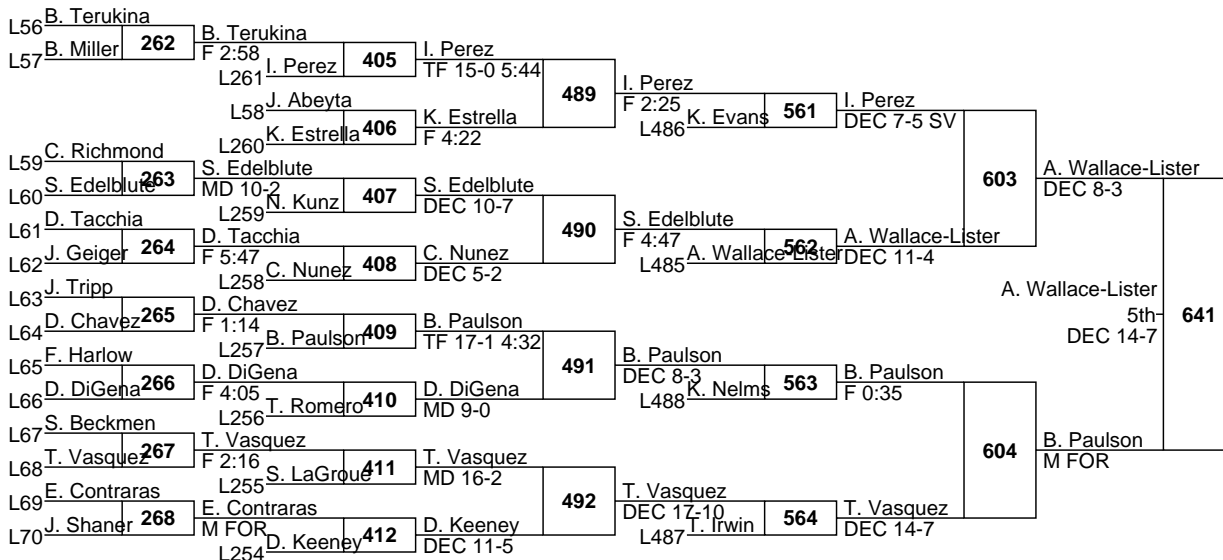 B. Terukina
L56
B. Miller 262 B. Terukina
L57
F 2:58
I. Perez 405 I. Perez
L261
TF 15-0 5:44
J. Abeyta
L58
489 I. Perez
F 2:25
K. Estrella 406 K. Estrella
L260
F 4:22
K. Evans 561 I. Perez
L486
DEC 7-5 SV
C. Richmond
L59
S. Edelblute 263 S. Edelblute
L60
MD 10-2
N. Kunz 407 S. Edelblute
L259
DEC 10-7
603 A. Wallace-Lister
DEC 8-3
D. Tacchia
L61
J. Geiger 264 D. Tacchia
L62
F 5:47
C. Nunez 408 C. Nunez
L258
DEC 5-2
490 S. Edelblute
F 4:47
A. Wallace-Lister 562 A. Wallace-Lister
L485
DEC 11-4
J. Tripp
L63
D. Chavez 265 D. Chavez
L64
F 1:14
B. Paulson 409 B. Paulson
L257
TF 17-1 4:32
A. Wallace-Lister
5th 641
DEC 14-7
F. Harlow
L65
D. DiGena 266 D. DiGena
L66
F 4:05
T. Romero 410 D. DiGena
L256
MD 9-0
491 B. Paulson
DEC 8-3
K. Nelms 563 B. Paulson
L488
F 0:35
S. Beckmen
L67
T. Vasquez 267 T. Vasquez
L68
F 2:16
S. LaGroue 411 T. Vasquez
L255
MD 16-2
604 B. Paulson
M FOR
E. Contraras
L69
J. Shaner 268 E. Contraras
L70
M FOR
D. Keeney 412 D. Keeney
L254
DEC 11-5
492 T. Vasquez
DEC 17-10
T. Irwin 564 T. Vasquez
L487
DEC 14-7